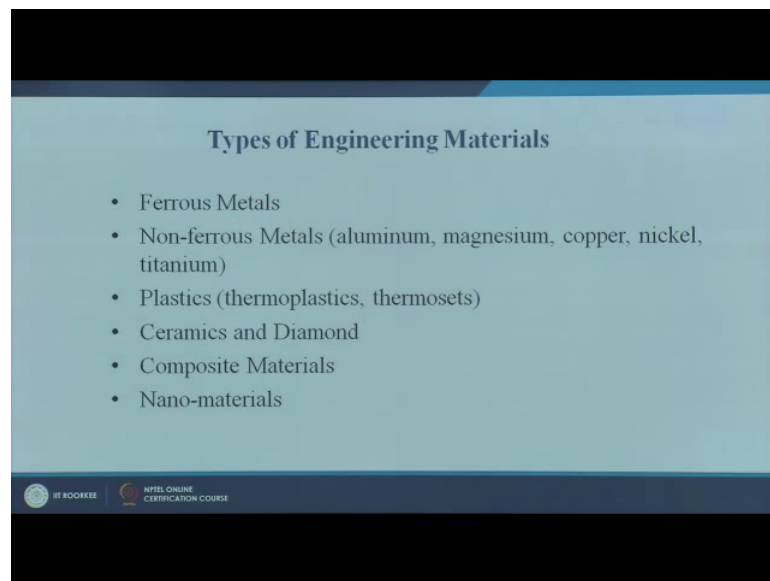 Types of Engineering Materials
• Ferrous Metals
• Non-ferrous Metals (aluminum, magnesium, copper, nickel,
titanium)
• Plastics (thermoplastics, thermosets)
• Ceramics and Diamond
• Composite Materials
• Nano-materials
IIT ROORKEE
NPTEL ONLINE
CERTIFICATION COURSE